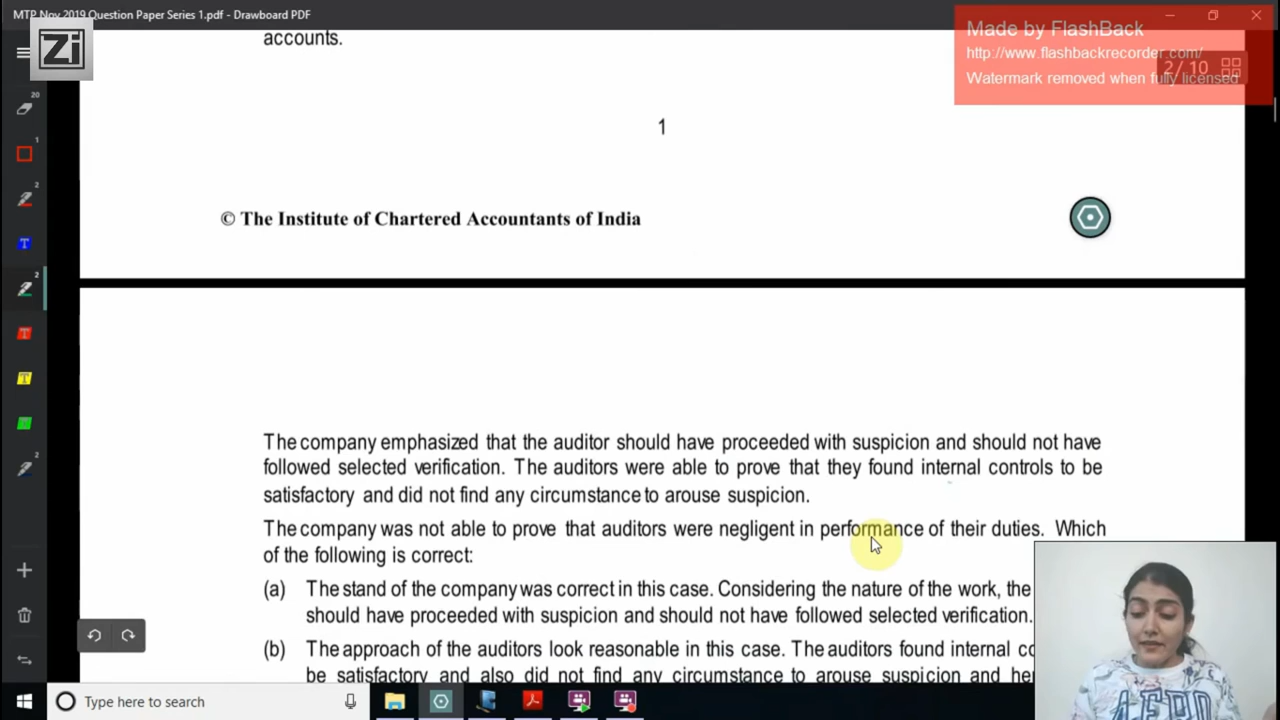 MTP Nov 2019 Question Paper Series 1.pdf - Drawboard PDF
Zi
Made by FlashBack
http://www.flashbackrecorder.com/
Watermark removed when fully licensed
2 / 10
20
1
2
T
2
T
T
2
accounts.
1
© The Institute of Chartered Accountants of India
The company emphasized that the auditor should have proceeded with suspicion and should not have
followed selected verification. The auditors were able to prove that they found internal controls to be
satisfactory and did not find any circumstance to arouse suspicion.
The company was not able to prove that auditors were negligent in performance of their duties. Which
of the following is correct:
(a) The stand of the company was correct in this case. Considering the nature of the work, the
should have proceeded with suspicion and should not have followed selected verification.
(b) The approach of the auditors look reasonable in this case. The auditors found internal co
be satisfactory and also did not find any circumstance to arouse suspicion and her
Type here to search